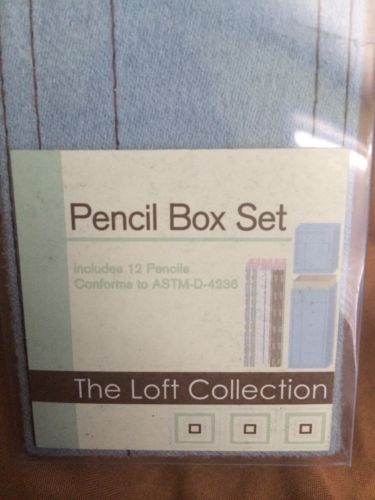 Pencil Box Set
includes 12 Pencils
Conforms to ASTM-D-4236
The Loft Collection